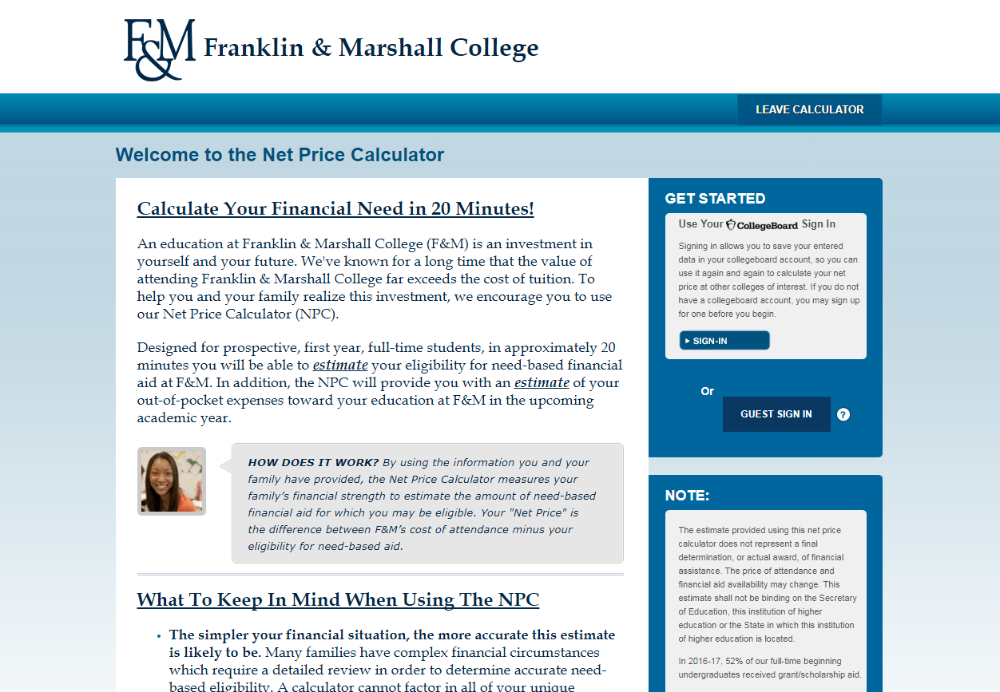 F&M Franklin & Marshall College
LEAVE CALCULATOR
Welcome to the Net Price Calculator
Calculate Your Financial Need in 20 Minutes!
An education at Franklin & Marshall College (F&M) is an investment in
yourself and your future. We've known for a long time that the value of
attending Franklin & Marshall College far exceeds the cost of tuition. To
help you and your family realize this investment, we encourage you to use
our Net Price Calculator (NPC).
Designed for prospective, first year, full-time students, in approximately 20
minutes you will be able to estimate your eligibility for need-based financial
aid at F&M. In addition, the NPC will provide you with an estimate of your
out-of-pocket expenses toward your education at F&M in the upcoming
academic year.
HOW DOES IT WORK? By using the information you and your
family have provided, the Net Price Calculator measures your
family's financial strength to estimate the amount of need-based
financial aid for which you may be eligible. Your "Net Price" is
the difference between F&M's cost of attendance minus your
eligibility for need-based aid.
What To Keep In Mind When Using The NPC
• The simpler your financial situation, the more accurate this estimate
is likely to be. Many families have complex financial circumstances
which require a detailed review in order to determine accurate need-
based eligibility. A calculator cannot factor in all of your unique
GET STARTED
Use Your CollegeBoard Sign In
Signing in allows you to save your entered
data in your collegeboard account, so you can
use it again and again to calculate your net
price at other colleges of interest. If you do not
have a collegeboard account, you may sign up
for one before you begin.
SIGN-IN
Or
GUEST SIGN IN ?
NOTE:
The estimate provided using this net price
calculator does not represent a final
determination, or actual award, of financial
assistance. The price of attendance and
financial aid availability may change. This
estimate shall not be binding on the Secretary
of Education, this institution of higher
education or the State in which this institution
of higher education is located.
In 2016-17, 52% of our full-time beginning
undergraduates received grant/scholarship aid.